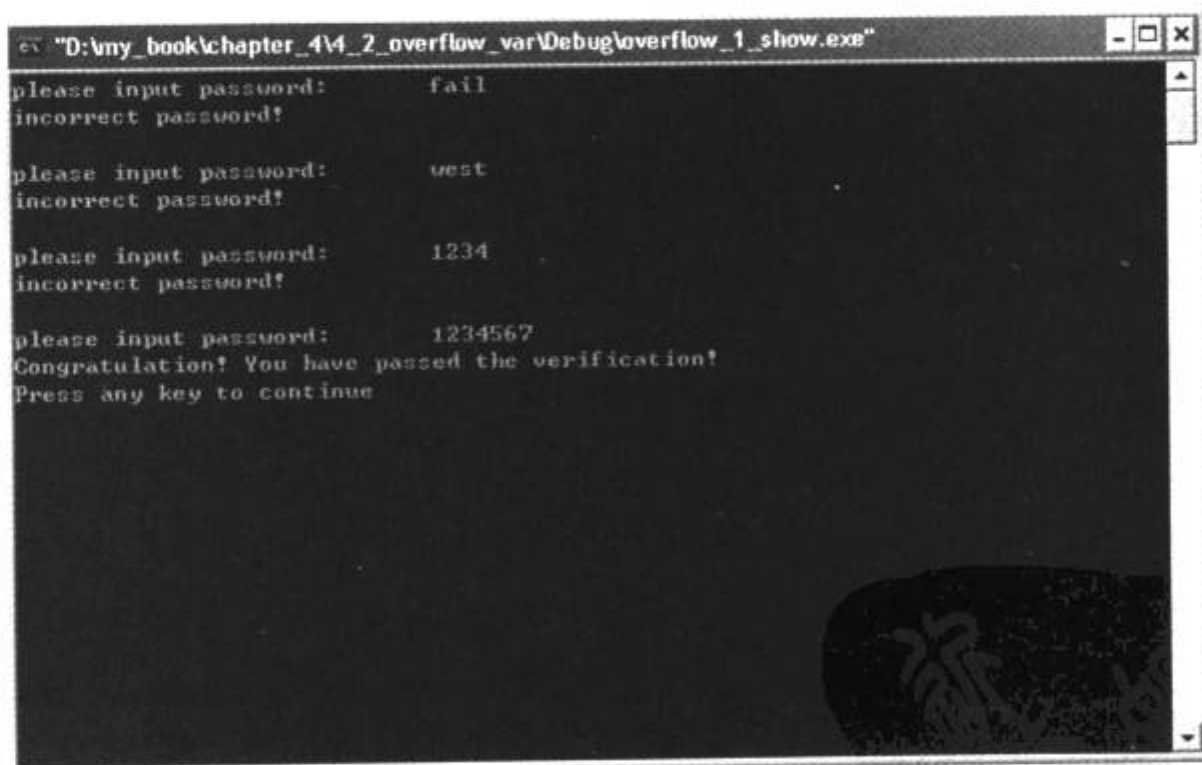 "D:\my_book\chapter_4\4_2_overflow_var\Debug\overflow_1_show.exe"
please input password: fail
incorrect password!
please input password: west
incorrect password!
please input password: 1234
incorrect password!
please input password: 1234567
Congratulation! You have passed the verification!
Press any key to continue